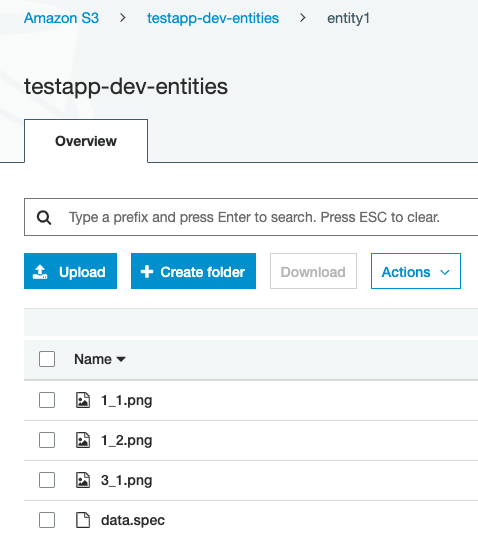 Amazon S3 > testapp-dev-entities > entity1
testapp-dev-entities
Overview
Type a prefix and press Enter to search. Press ESC to clear.
Upload + Create folder Download Actions
Name
1_1.png
1_2.png
3_1.png
data.spec